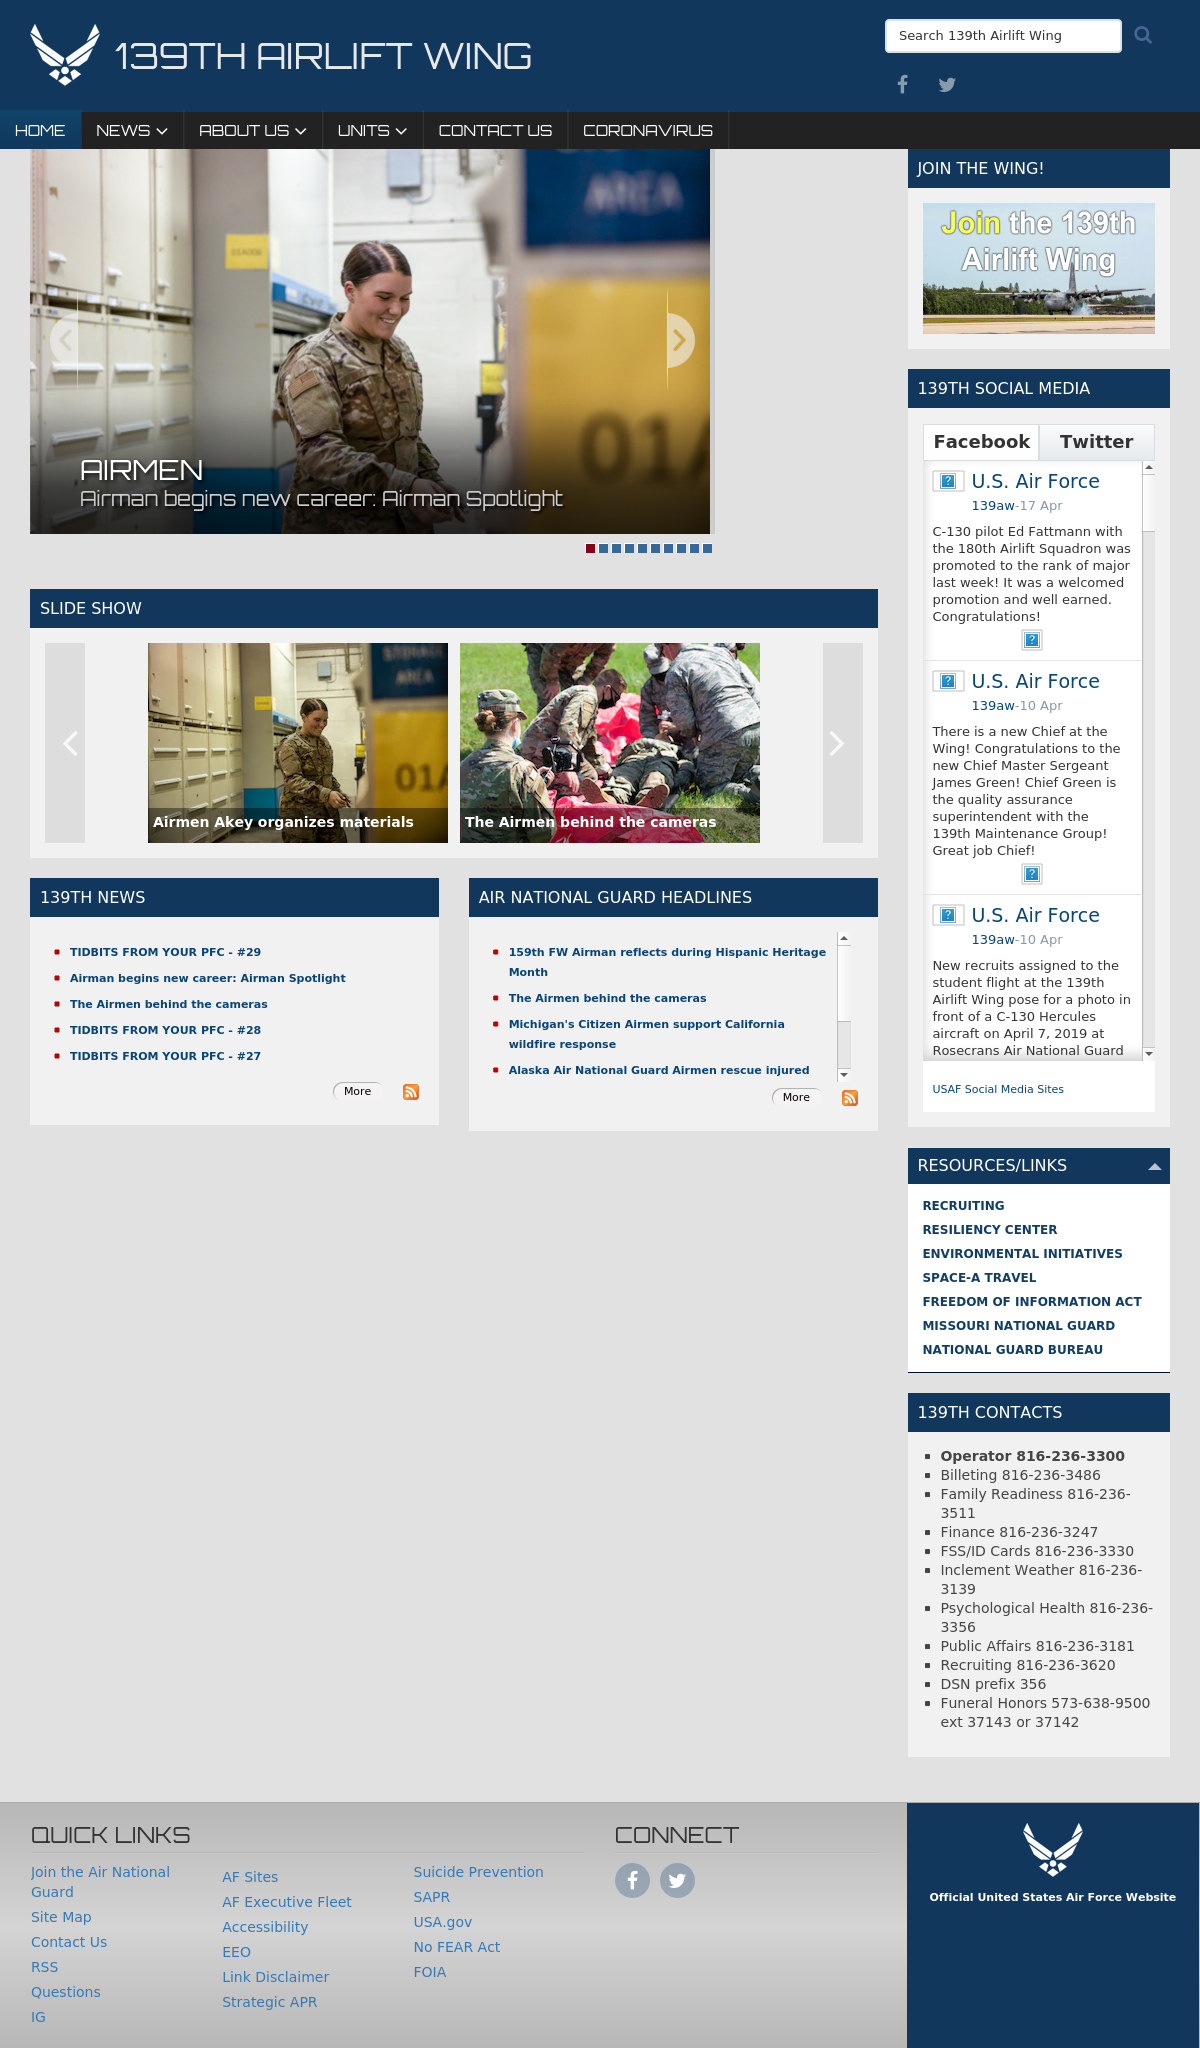 139TH AIRLIFT WING
Search 139th Airlift Wing
HOME
NEWS
ABOUT US
UNITS
CONTACT US
CORONAVIRUS
AREA
01A006
01A
AIRMEN
Airman begins new career: Airman Spotlight
JOIN THE WING!
Join the 139th
Airlift Wing
139TH SOCIAL MEDIA
Facebook
Twitter
U.S. Air Force
139aw-17 Apr
C-130 pilot Ed Fattmann with
the 180th Airlift Squadron was
promoted to the rank of major
last week! It was a welcomed
promotion and well earned.
Congratulations!
U.S. Air Force
139aw-10 Apr
There is a new Chief at the
Wing! Congratulations to the
new Chief Master Sergeant
James Green! Chief Green is
the quality assurance
superintendent with the
139th Maintenance Group!
Great job Chief!
U.S. Air Force
139aw-10 Apr
New recruits assigned to the
student flight at the 139th
Airlift Wing pose for a photo in
front of a C-130 Hercules
aircraft on April 7, 2019 at
Rosecrans Air National Guard
USAF Social Media Sites
SLIDE SHOW
AREA
01A
Airmen Akey organizes materials
The Airmen behind the cameras
139TH NEWS
TIDBITS FROM YOUR PFC - #29
Airman begins new career: Airman Spotlight
The Airmen behind the cameras
TIDBITS FROM YOUR PFC - #28
TIDBITS FROM YOUR PFC - #27
More
AIR NATIONAL GUARD HEADLINES
159th FW Airman reflects during Hispanic Heritage
Month
The Airmen behind the cameras
Michigan's Citizen Airmen support California
wildfire response
Alaska Air National Guard Airmen rescue injured
More
RESOURCES/LINKS
RECRUITING
RESILIENCY CENTER
ENVIRONMENTAL INITIATIVES
SPACE-A TRAVEL
FREEDOM OF INFORMATION ACT
MISSOURI NATIONAL GUARD
NATIONAL GUARD BUREAU
139TH CONTACTS
Operator 816-236-3300
Billeting 816-236-3486
Family Readiness 816-236-
3511
Finance 816-236-3247
FSS/ID Cards 816-236-3330
Inclement Weather 816-236-
3139
Psychological Health 816-236-
3356
Public Affairs 816-236-3181
Recruiting 816-236-3620
DSN prefix 356
Funeral Honors 573-638-9500
ext 37143 or 37142
QUICK LINKS
Join the Air National
Guard
Site Map
Contact Us
RSS
Questions
IG
AF Sites
AF Executive Fleet
Accessibility
EEO
Link Disclaimer
Strategic APR
Suicide Prevention
SAPR
USA.gov
No FEAR Act
FOIA
CONNECT
Official United States Air Force Website